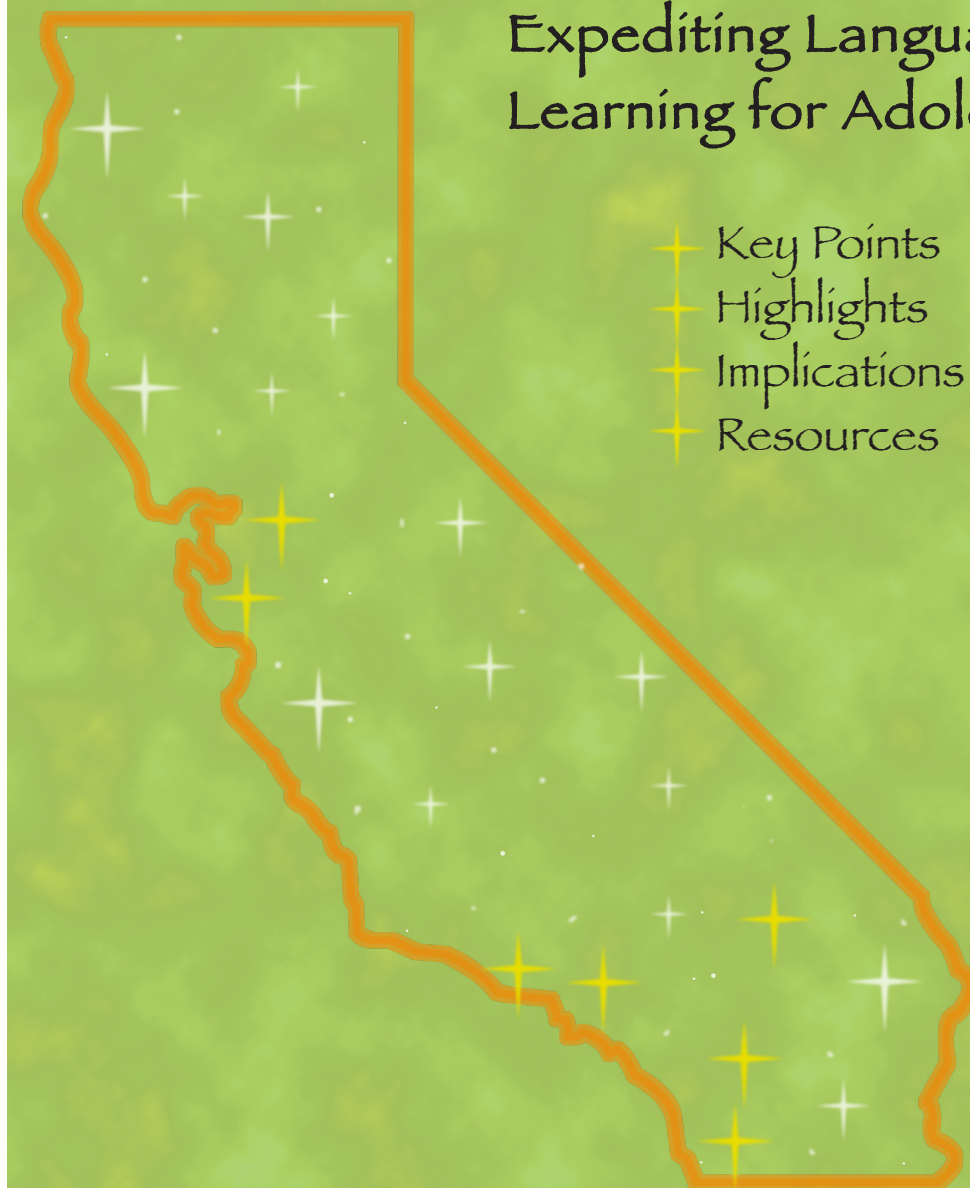 Expediting Langua
Learning for Adol
Key Points
Highlights
Implications
Resources